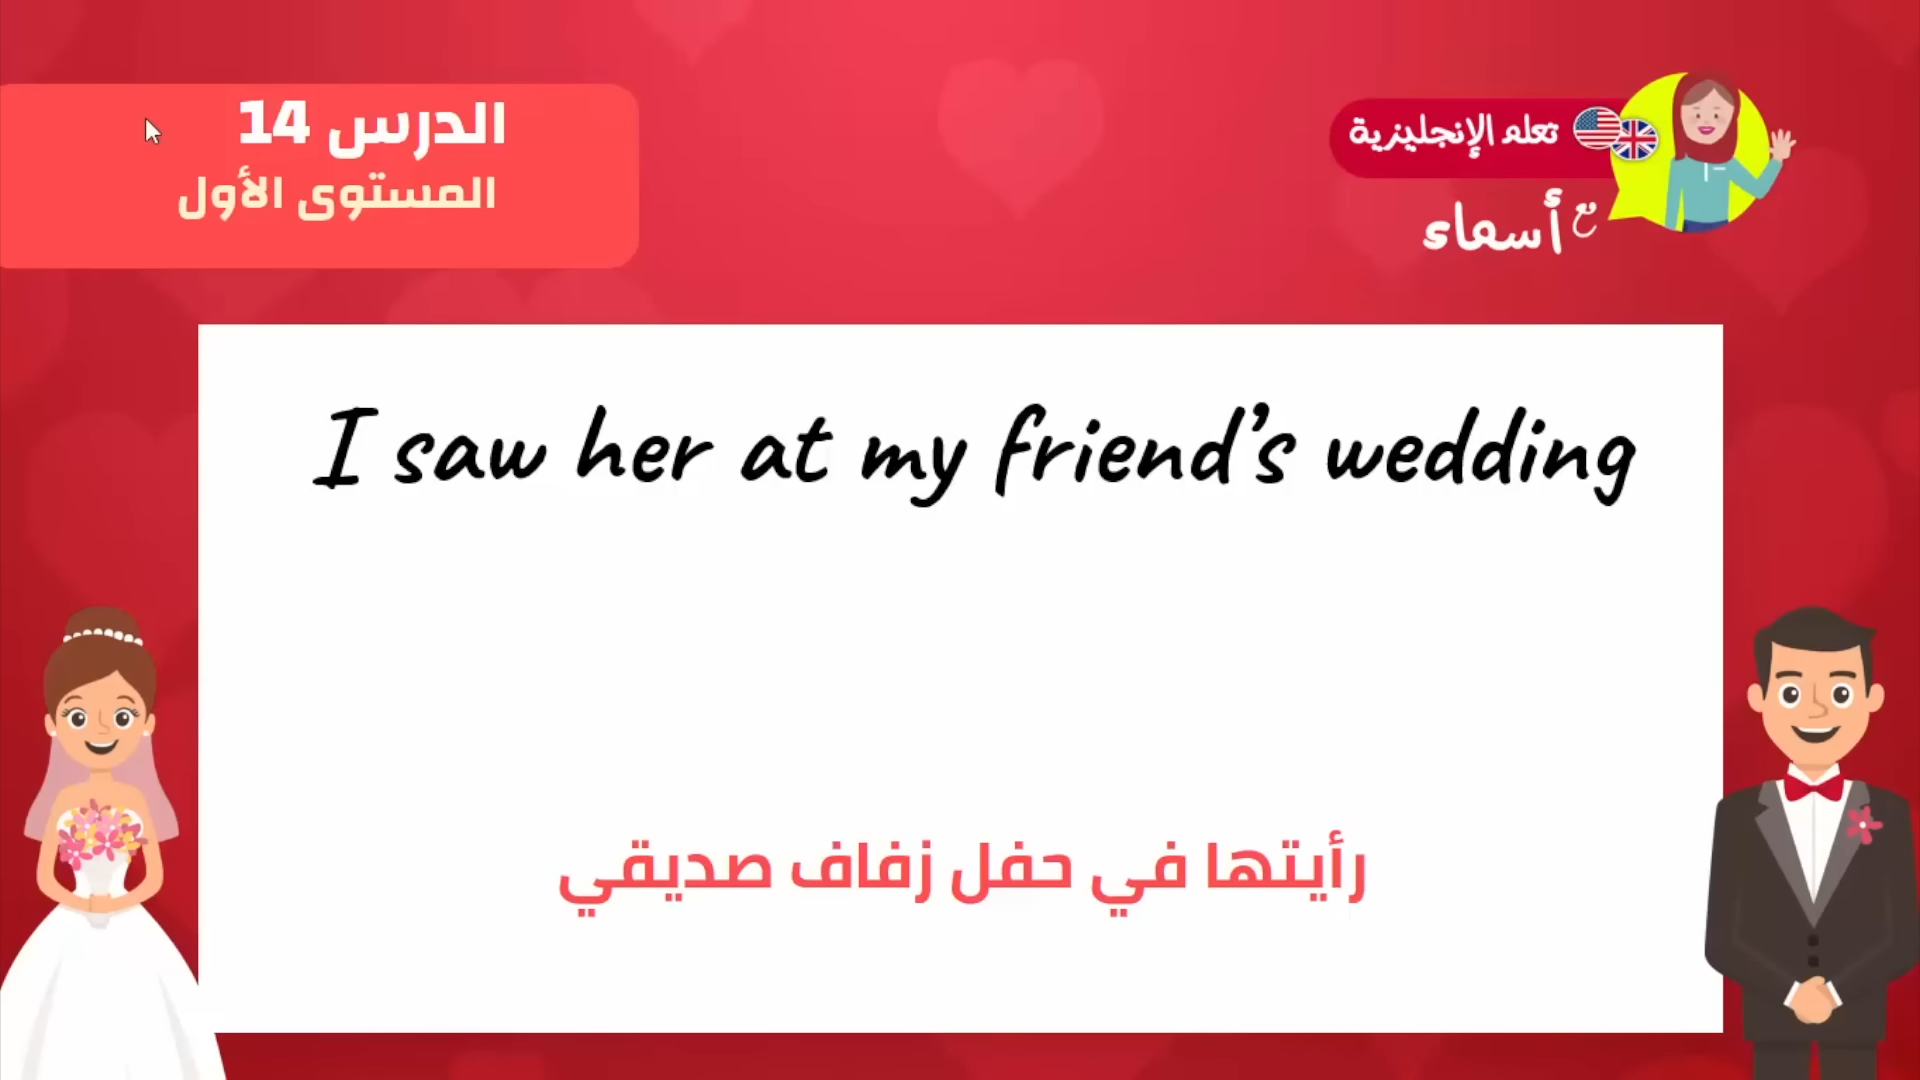 الدرس 14
المستوى الأول
تعلم الإنجليزية
مع أسماء
I saw her at my friend’s wedding
رأيتها في حفل زفاف صديقي